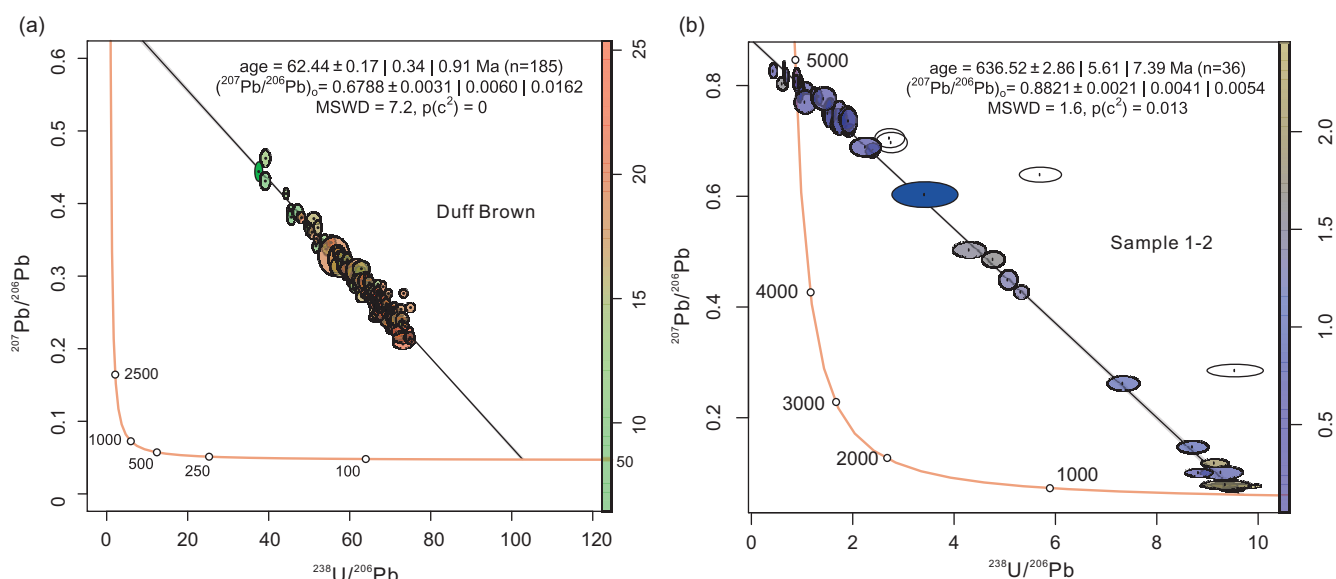 (a)
age = 62.44 ± 0.17 | 0.34 | 0.91 Ma (n=185)
(²⁰⁷Pb/²⁰⁶Pb)ₒ= 0.6788 ± 0.0031 | 0.0060 | 0.0162
MSWD = 7.2, p(c²) = 0
Duff Brown
²⁰⁷Pb/²⁰⁶Pb
0.6
0.5
0.4
0.3
0.2
0.1
0
2500
1000
500
250
100
50
0 20 40 60 80 100 120
²³⁸U/²⁰⁶Pb
25
20
15
10
(b)
5000
age = 636.52 ± 2.86 | 5.61 | 7.39 Ma (n=36)
(²⁰⁷Pb/²⁰⁶Pb)ₒ= 0.8821 ± 0.0021 | 0.0041 | 0.0054
MSWD = 1.6, p(c²) = 0.013
Sample 1-2
²⁰⁷Pb/²⁰⁶Pb
0.8
0.6
0.4
0.2
4000
3000
2000
1000
0 2 4 6 8 10
²³⁸U/²⁰⁶Pb
2.0
1.5
1.0
0.5